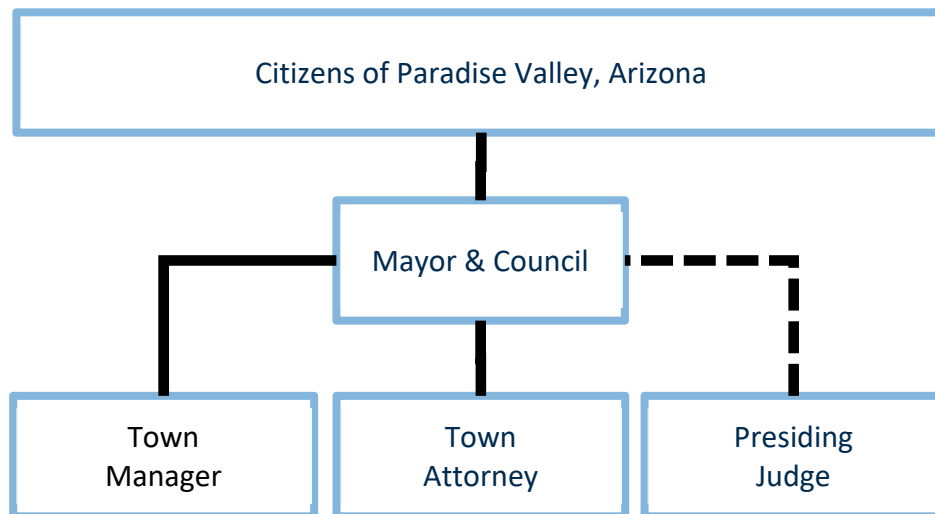 Citizens of Paradise Valley, Arizona
Mayor & Council
Town
Manager
Town
Attorney
Presiding
Judge